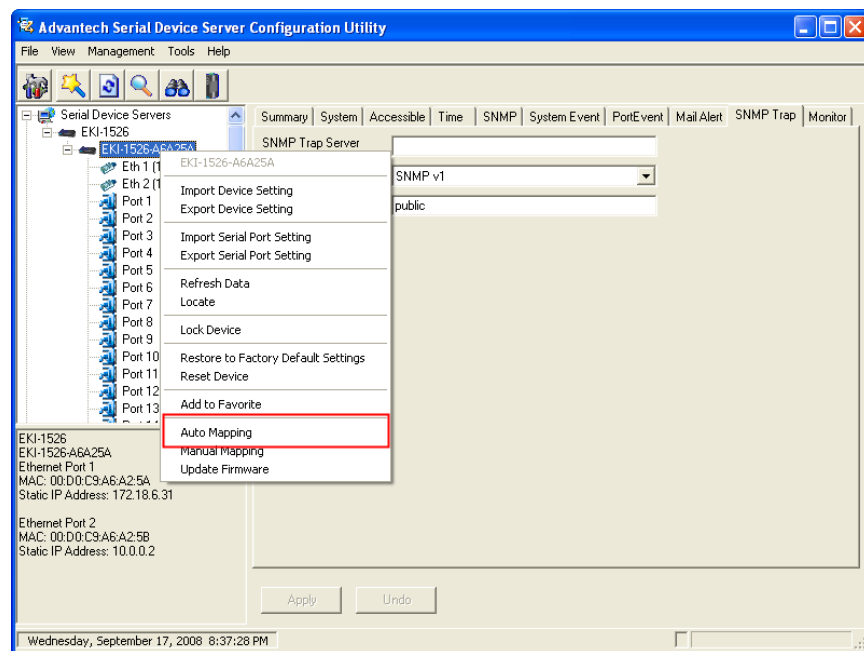 Advantech Serial Device Server Configuration Utility
File View Management Tools Help
Serial Device Servers
EKI-1526
EKI-1526-A6A25A
Eth 1 (1
Eth 2 (1
Port 1
Port 2
Port 3
Port 4
Port 5
Port 6
Port 7
Port 8
Port 9
Port 10
Port 11
Port 12
Port 13
EKI-1526-A6A25A
Import Device Setting
Export Device Setting
Import Serial Port Setting
Export Serial Port Setting
Refresh Data
Locate
Lock Device
Restore to Factory Default Settings
Reset Device
Add to Favorite
Auto Mapping
Manual Mapping
Update Firmware
Summary System Accessible Time SNMP System Event PortEvent Mail Alert SNMP Trap Monitor
SNMP Trap Server
SNMP v1
public
EKI-1526
EKI-1526-A6A25A
Ethernet Port 1
MAC: 00:D0:C9:A6:A2:5A
Static IP Address: 172.18.6.31
Ethernet Port 2
MAC: 00:D0:C9:A6:A2:5B
Static IP Address: 10.0.0.2
Apply Undo
Wednesday, September 17, 2008 8:37:28 PM